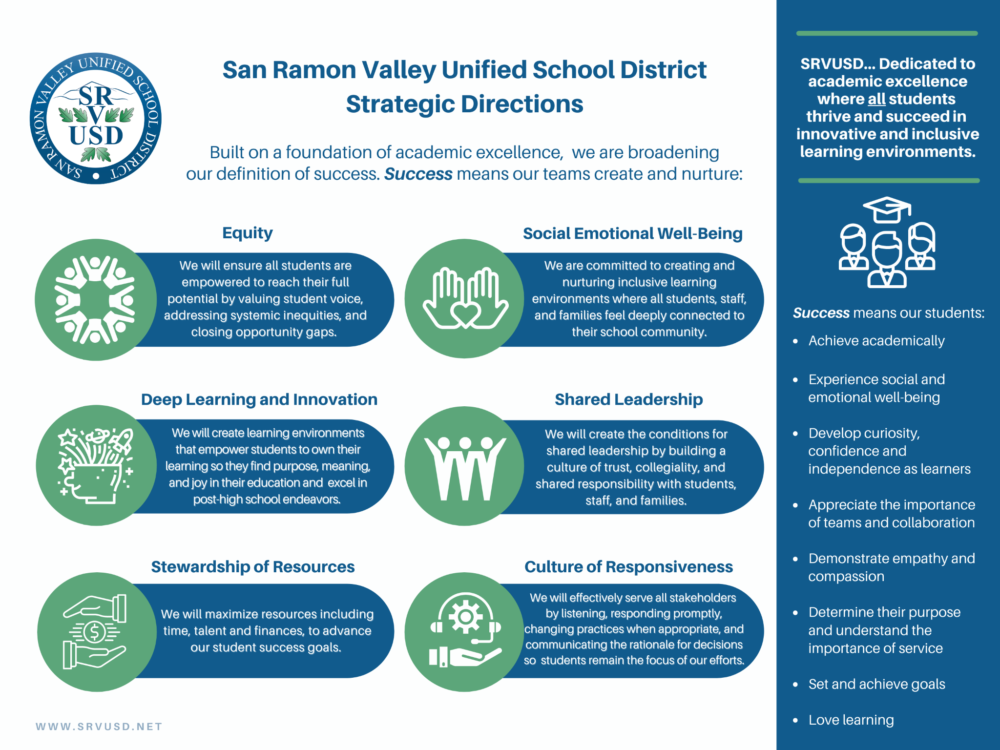 SAN RAMON VALLEY UNIFIED SCHOOL DISTRICT
SR
V
USD
San Ramon Valley Unified School District
Strategic Directions
Built on a foundation of academic excellence, we are broadening
our definition of success. Success means our teams create and nurture:
Equity
We will ensure all students are
empowered to reach their full
potential by valuing student voice,
addressing systemic inequities, and
closing opportunity gaps.
Social Emotional Well-Being
We are committed to creating and
nurturing inclusive learning
environments where all students, staff,
and families feel deeply connected to
their school community.
Deep Learning and Innovation
We will create learning environments
that empower students to own their
learning so they find purpose, meaning,
and joy in their education and excel in
post-high school endeavors.
Shared Leadership
We will create the conditions for
shared leadership by building a
culture of trust, collegiality, and
shared responsibility with students,
staff, and families.
Stewardship of Resources
$
We will maximize resources including
time, talent and finances, to advance
our student success goals.
Culture of Responsiveness
We will effectively serve all stakeholders
by listening, responding promptly,
changing practices when appropriate, and
communicating the rationale for decisions
so students remain the focus of our efforts.
WWW.SRVUSD.NET
SRVUSD... Dedicated to
academic excellence
where all students
thrive and succeed in
innovative and inclusive
learning environments.
Success means our students:
• Achieve academically
• Experience social and
emotional well-being
• Develop curiosity,
confidence and
independence as learners
• Appreciate the importance
of teams and collaboration
• Demonstrate empathy and
compassion
• Determine their purpose
and understand the
importance of service
• Set and achieve goals
• Love learning